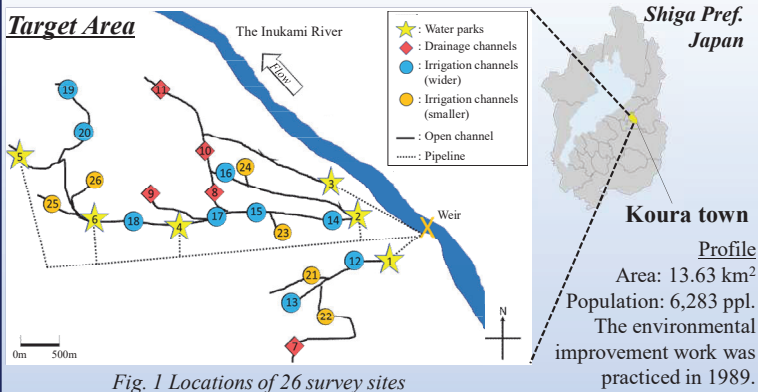 Target Area
The Inukami River
Flow
: Water parks
: Drainage channels
: Irrigation channels
(wider)
: Irrigation channels
(smaller)
: Open channel
: Pipeline
19
11
20
10
5
26
16
24
3
9
8
25
6
18
4
17
15
14
2
23
Weir
12
1
21
13
22
7
N
0m
500m
Fig. 1 Locations of 26 survey sites
Shiga Pref.
Japan
Koura town
Profile
Area: 13.63 km²
Population: 6,283 ppl.
The environmental
improvement work was
practiced in 1989.